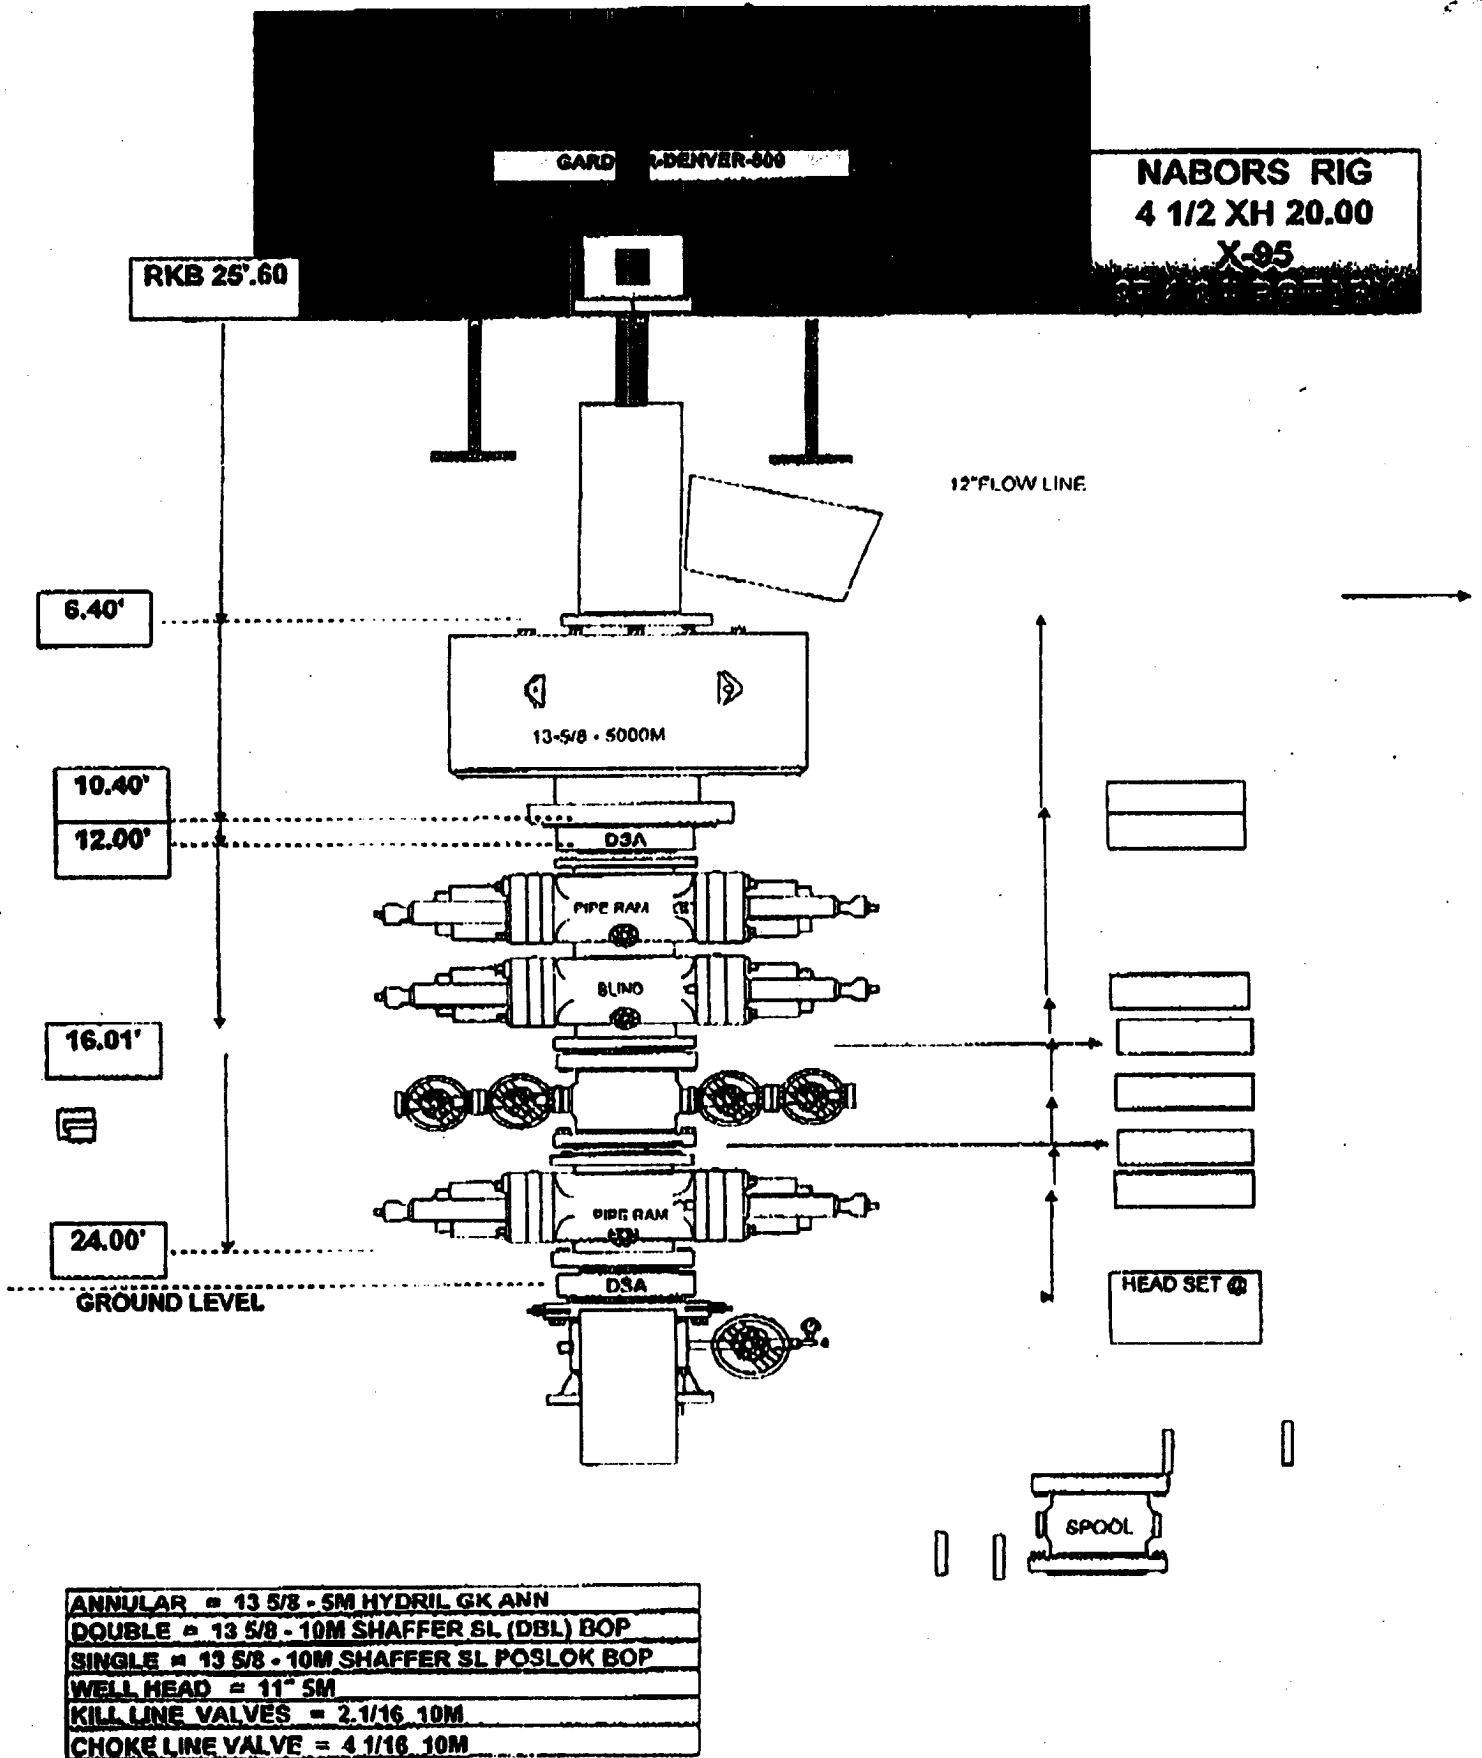 GARD R-DENVER-500
NABORS RIG
4 1/2 XH 20.00
X-95
RKB 25'.60
12"FLOW LINE
6.40'
13-5/8 - 5000M
10.40'
12.00'
DSA
PIPE RAM
BLIND
16.01'
PIPE RAM
24.00'
DSA
GROUND LEVEL
HEAD SET @
SPOOL
ANNULAR = 13 5/8 - 5M HYDRIL GK ANN
DOUBLE = 13 5/8 - 10M SHAFFER SL (DBL) BOP
SINGLE = 13 5/8 - 10M SHAFFER SL POSLOK BOP
WELL HEAD = 11" 5M
KILL LINE VALVES = 2.1/16 10M
CHOKE LINE VALVE = 4 1/16 10M